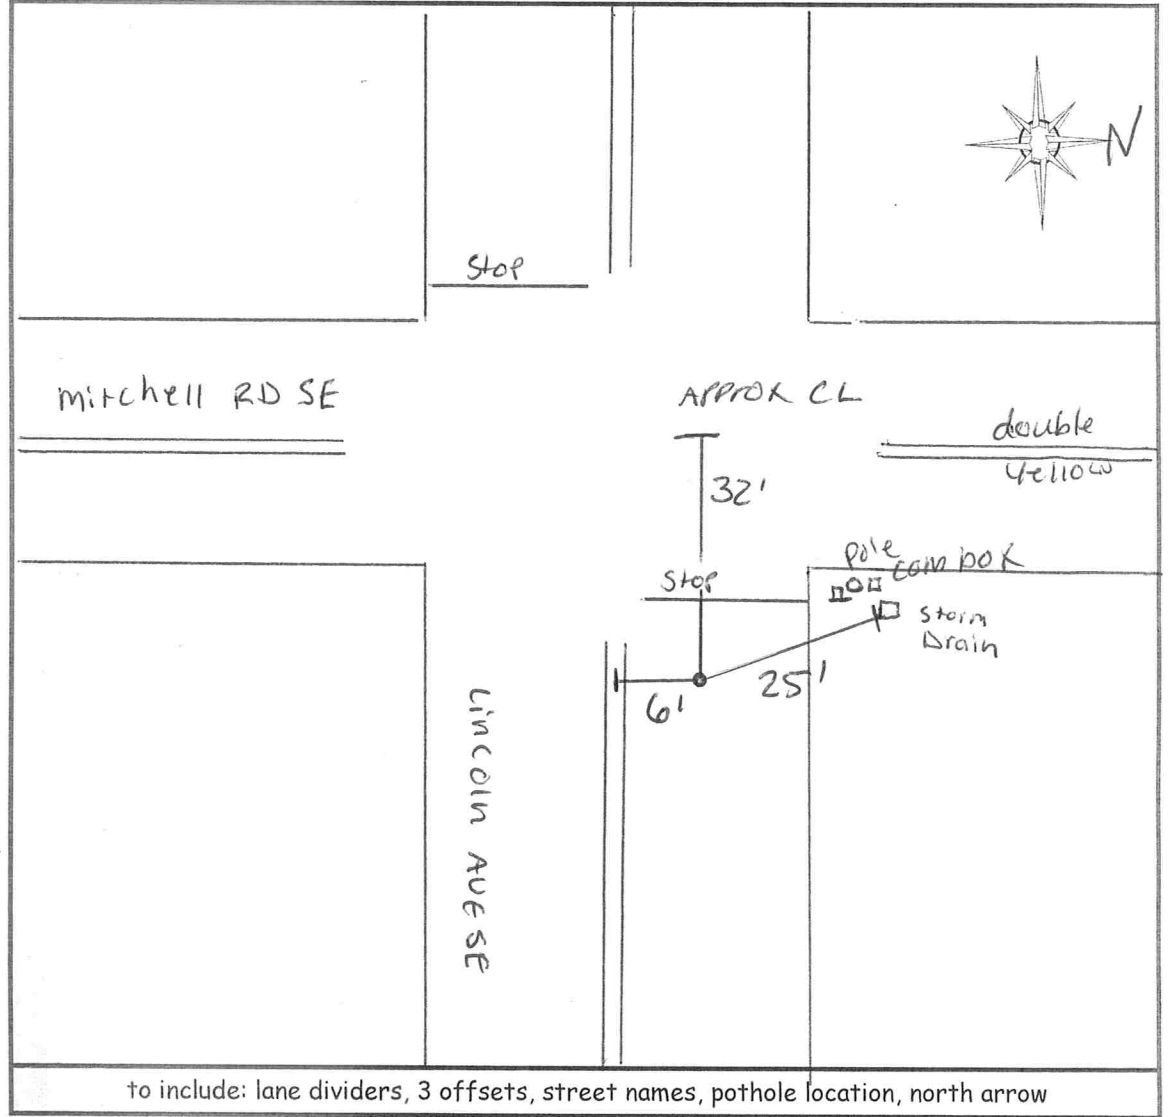 N
Stop
mitchell RD SE
APProX CL
double
Yellow
32'
pole
com box
Stop
Storm
Drain
25'
6'
Lincoln AVE SE
to include: lane dividers, 3 offsets, street names, pothole location, north arrow